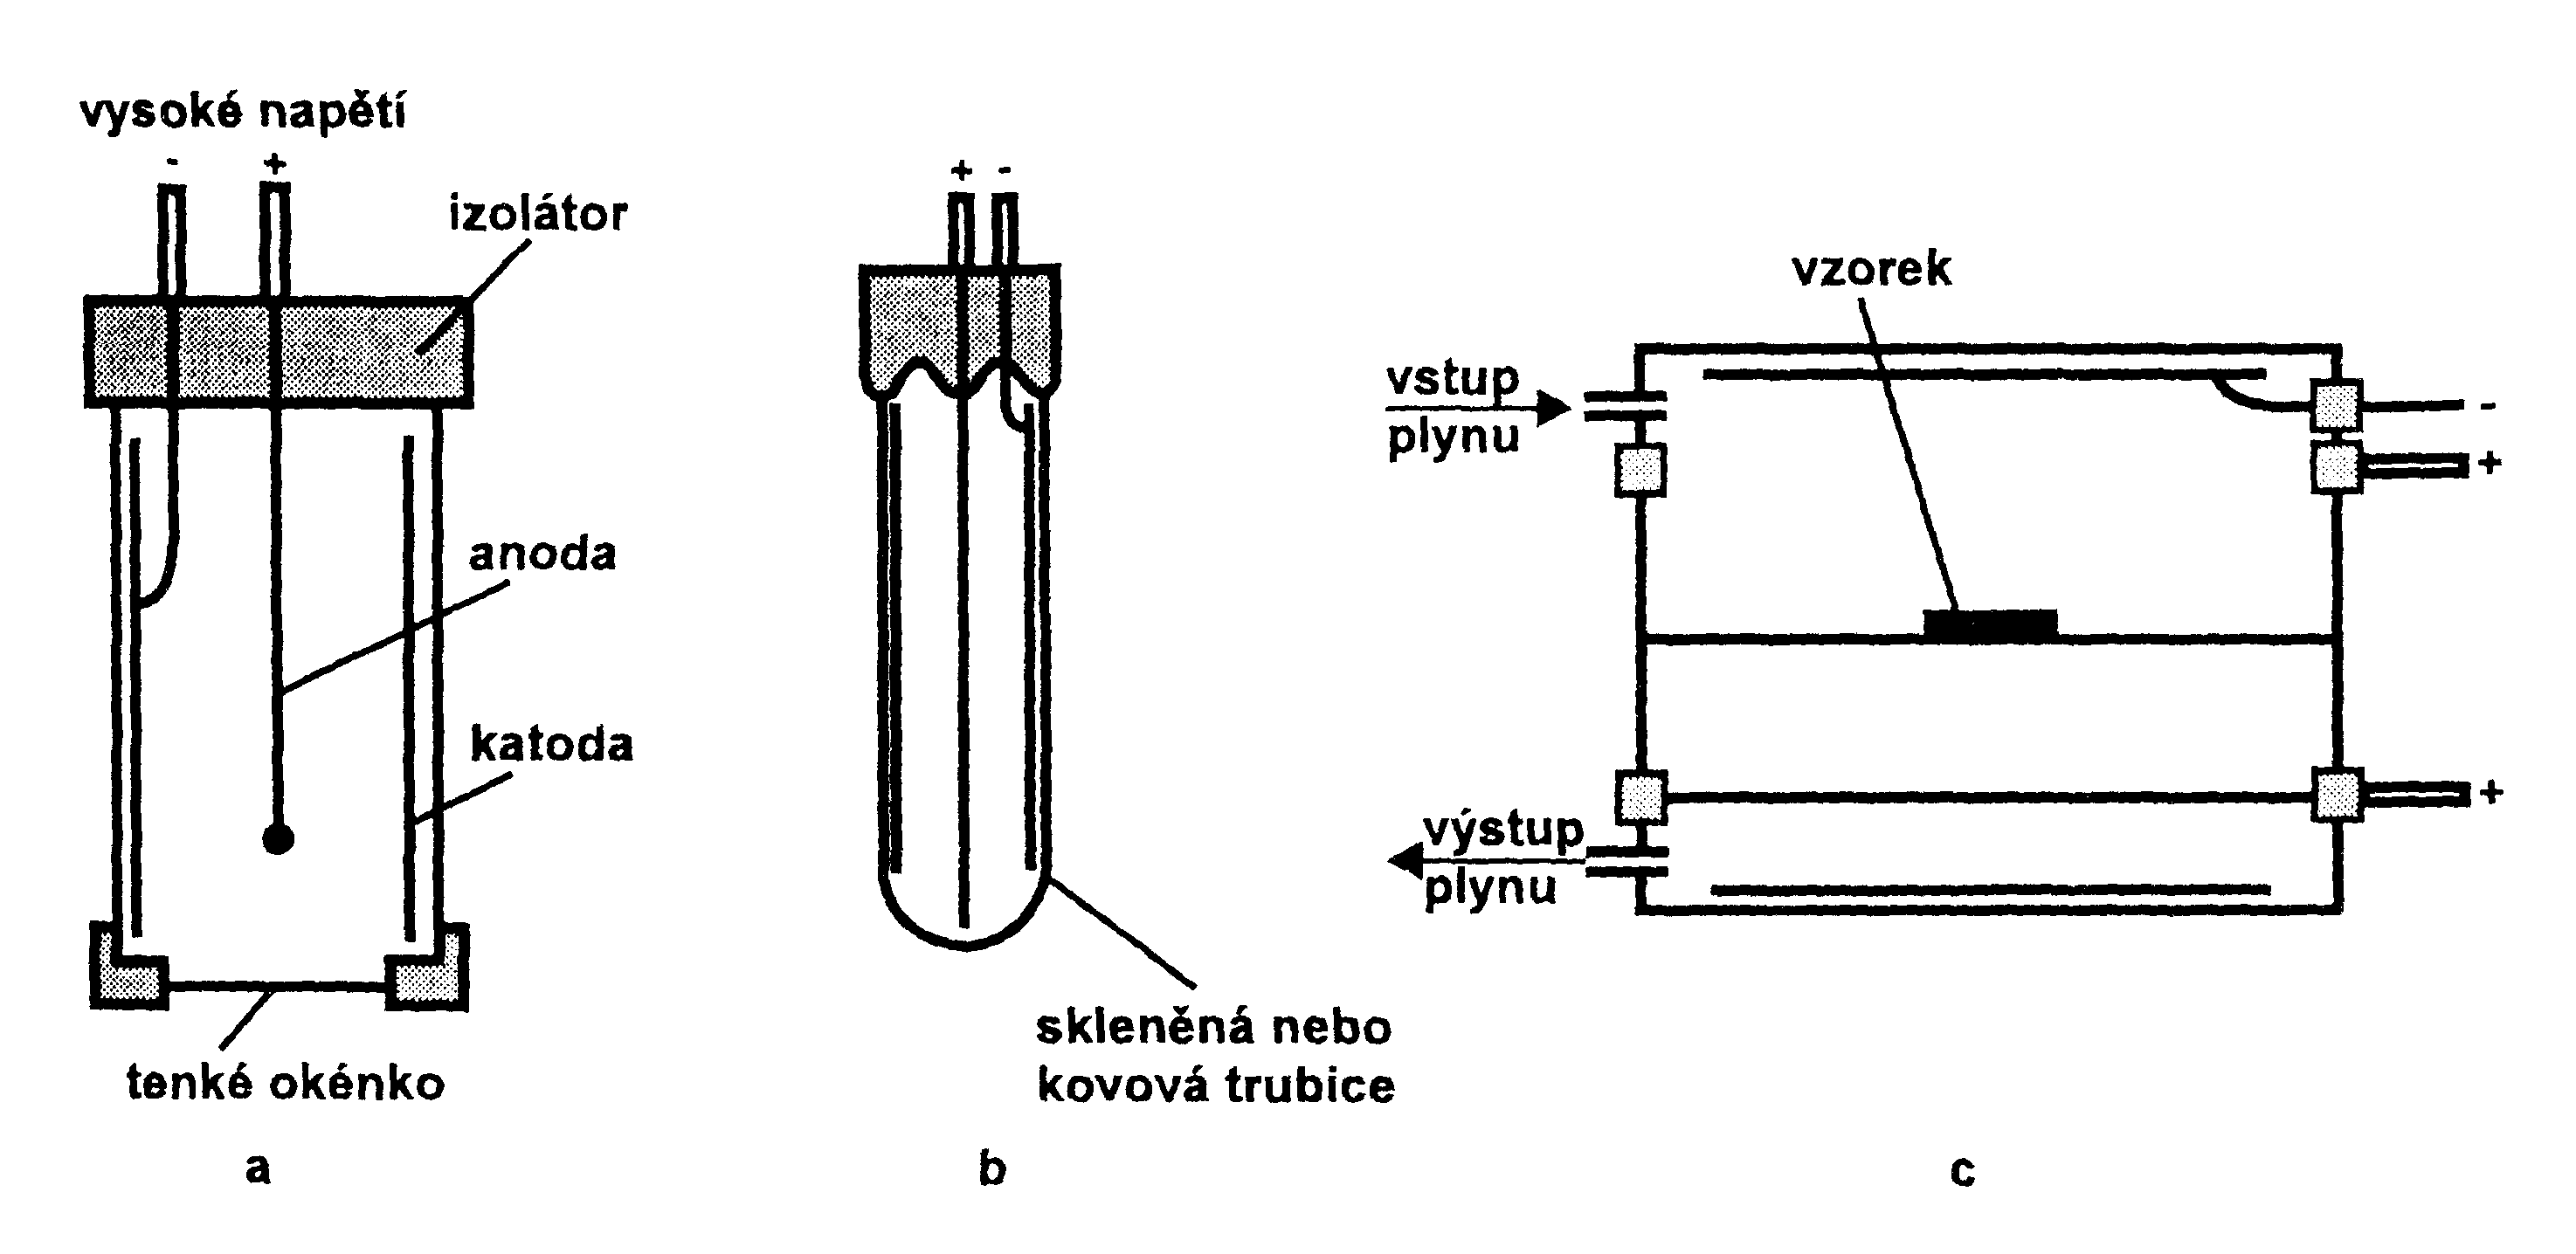 vysoké napětí
- +
izolátor
anoda
katoda
tenké okénko
a
+ -
skleněná nebo
kovová trubice
b
vzorek
vstup
plynu
-
+
+
výstup
plynu
c